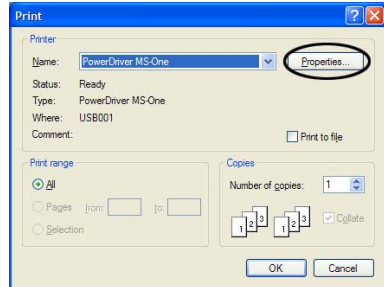 Print
Printer
Name: PowerDriver MS-One Properties...
Status: Ready
Type: PowerDriver MS-One
Where: USB001
Comment: Print to file
Print range
All
Pages from: to:
Selection
Copies
Number of copies: 1
1 2 3 1 2 3 Collate
OK Cancel